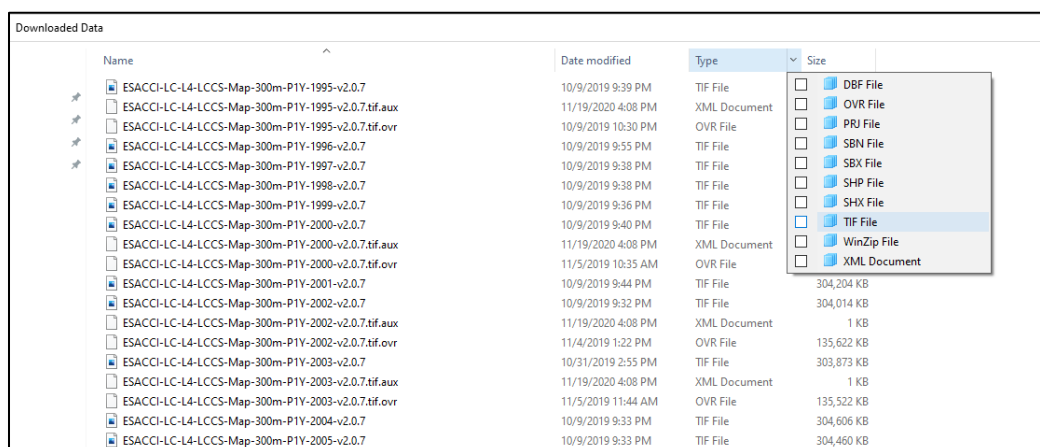 Downloaded Data
Name Date modified Type Size
ESACCI-LC-L4-LCCS-Map-300m-P1Y-1995-v2.0.7 10/9/2019 9:39 PM TIF File DBF File
ESACCI-LC-L4-LCCS-Map-300m-P1Y-1995-v2.0.7.tif.aux 11/19/2020 4:08 PM XML Document OVR File
ESACCI-LC-L4-LCCS-Map-300m-P1Y-1995-v2.0.7.tif.ovr 10/9/2019 10:30 PM OVR File PRJ File
ESACCI-LC-L4-LCCS-Map-300m-P1Y-1996-v2.0.7 10/9/2019 9:55 PM TIF File SBN File
ESACCI-LC-L4-LCCS-Map-300m-P1Y-1997-v2.0.7 10/9/2019 9:38 PM TIF File SBX File
ESACCI-LC-L4-LCCS-Map-300m-P1Y-1998-v2.0.7 10/9/2019 9:38 PM TIF File SHP File
ESACCI-LC-L4-LCCS-Map-300m-P1Y-1999-v2.0.7 10/9/2019 9:36 PM TIF File SHX File
ESACCI-LC-L4-LCCS-Map-300m-P1Y-2000-v2.0.7 10/9/2019 9:40 PM TIF File TIF File
ESACCI-LC-L4-LCCS-Map-300m-P1Y-2000-v2.0.7.tif.aux 11/19/2020 4:08 PM XML Document WinZip File
ESACCI-LC-L4-LCCS-Map-300m-P1Y-2000-v2.0.7.tif.ovr 11/5/2019 10:35 AM OVR File XML Document
ESACCI-LC-L4-LCCS-Map-300m-P1Y-2001-v2.0.7 10/9/2019 9:44 PM TIF File 304,204 KB
ESACCI-LC-L4-LCCS-Map-300m-P1Y-2002-v2.0.7 10/9/2019 9:32 PM TIF File 304,014 KB
ESACCI-LC-L4-LCCS-Map-300m-P1Y-2002-v2.0.7.tif.aux 11/19/2020 4:08 PM XML Document 1 KB
ESACCI-LC-L4-LCCS-Map-300m-P1Y-2002-v2.0.7.tif.ovr 11/4/2019 1:22 PM OVR File 135,622 KB
ESACCI-LC-L4-LCCS-Map-300m-P1Y-2003-v2.0.7 10/31/2019 2:55 PM TIF File 303,873 KB
ESACCI-LC-L4-LCCS-Map-300m-P1Y-2003-v2.0.7.tif.aux 11/19/2020 4:08 PM XML Document 1 KB
ESACCI-LC-L4-LCCS-Map-300m-P1Y-2003-v2.0.7.tif.ovr 11/5/2019 11:44 AM OVR File 135,522 KB
ESACCI-LC-L4-LCCS-Map-300m-P1Y-2004-v2.0.7 10/9/2019 9:33 PM TIF File 304,606 KB
ESACCI-LC-L4-LCCS-Map-300m-P1Y-2005-v2.0.7 10/9/2019 9:33 PM TIF File 304,460 KB